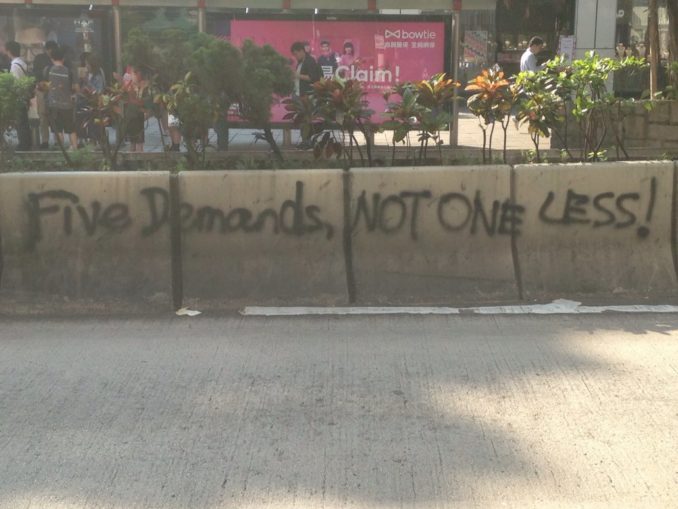 bowtie
Claim!
Five Demands, NOT ONE LESS!